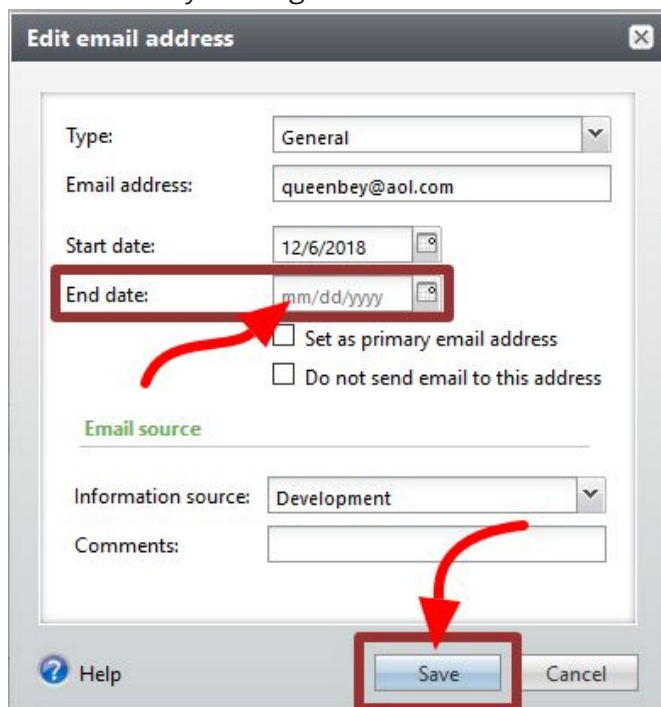 Edit email address
Type: General
Email address: queenbey@aol.com
Start date: 12/6/2018
End date: mm/dd/yyyy
Set as primary email address
Do not send email to this address
Email source
Information source: Development
Comments:
Help Save Cancel